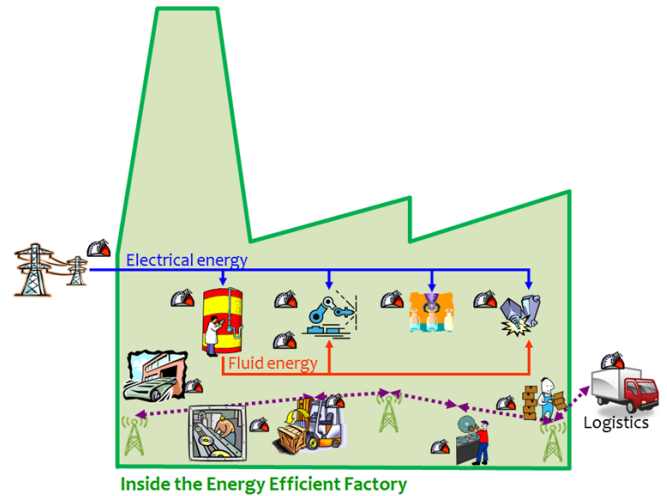 Electrical energy
Fluid energy
Logistics
Inside the Energy Efficient Factory